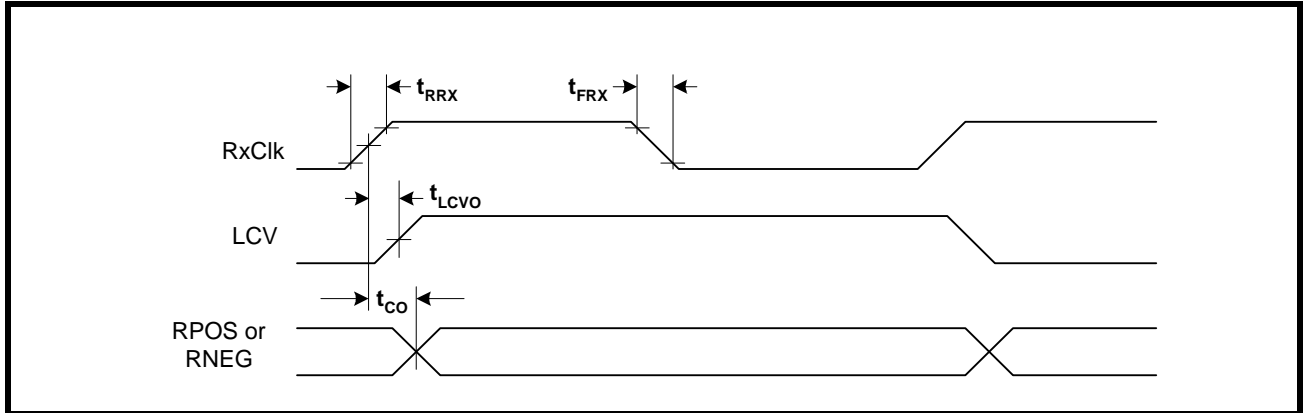 tRRX
tFRX
RxClk
tLCVO
LCV
tCO
RPOS or
RNEG